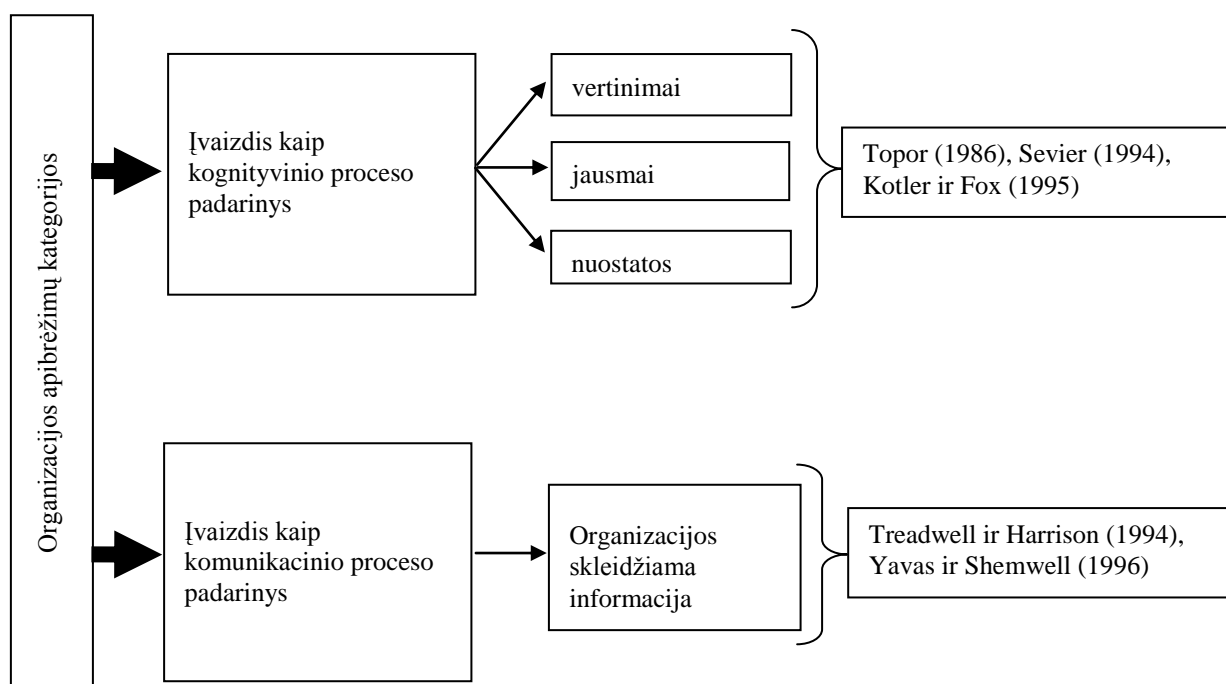 Organizacijos apibrėžimų kategorijos
Įvaizdis kaip
kognityvinio proceso
padarinys
vertinimai
jausmai
nuostatos
Topor (1986), Sevier (1994),
Kotler ir Fox (1995)
Įvaizdis kaip
komunikacinio proceso
padarinys
Organizacijos
skleidžiama
informacija
Treadwell ir Harrison (1994),
Yavas ir Shemwell (1996)